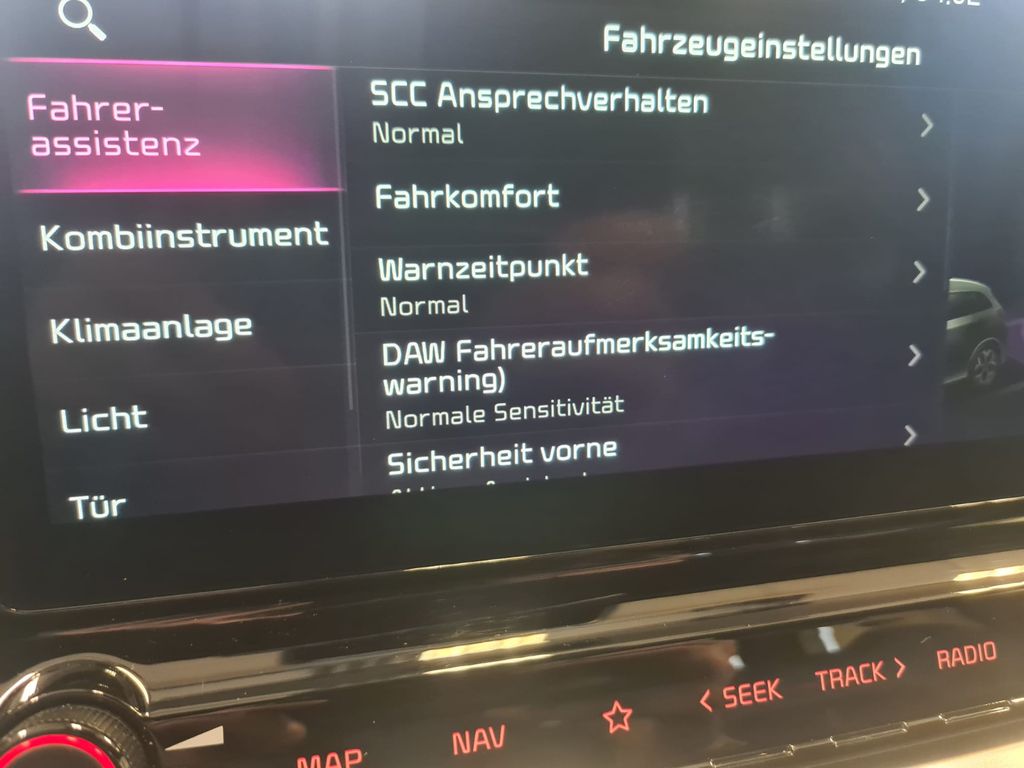 Fahrzeugeinstellungen
Fahrer-
assistenz
Kombiinstrument
Klimaanlage
Licht
Tür
SCC Ansprechverhalten
Normal
Fahrkomfort
Warnzeitpunkt
Normal
DAW Fahreraufmerksamkeits-
warning)
Normale Sensitivität
Sicherheit vorne
MAP
NAV
< SEEK
TRACK >
RADIO